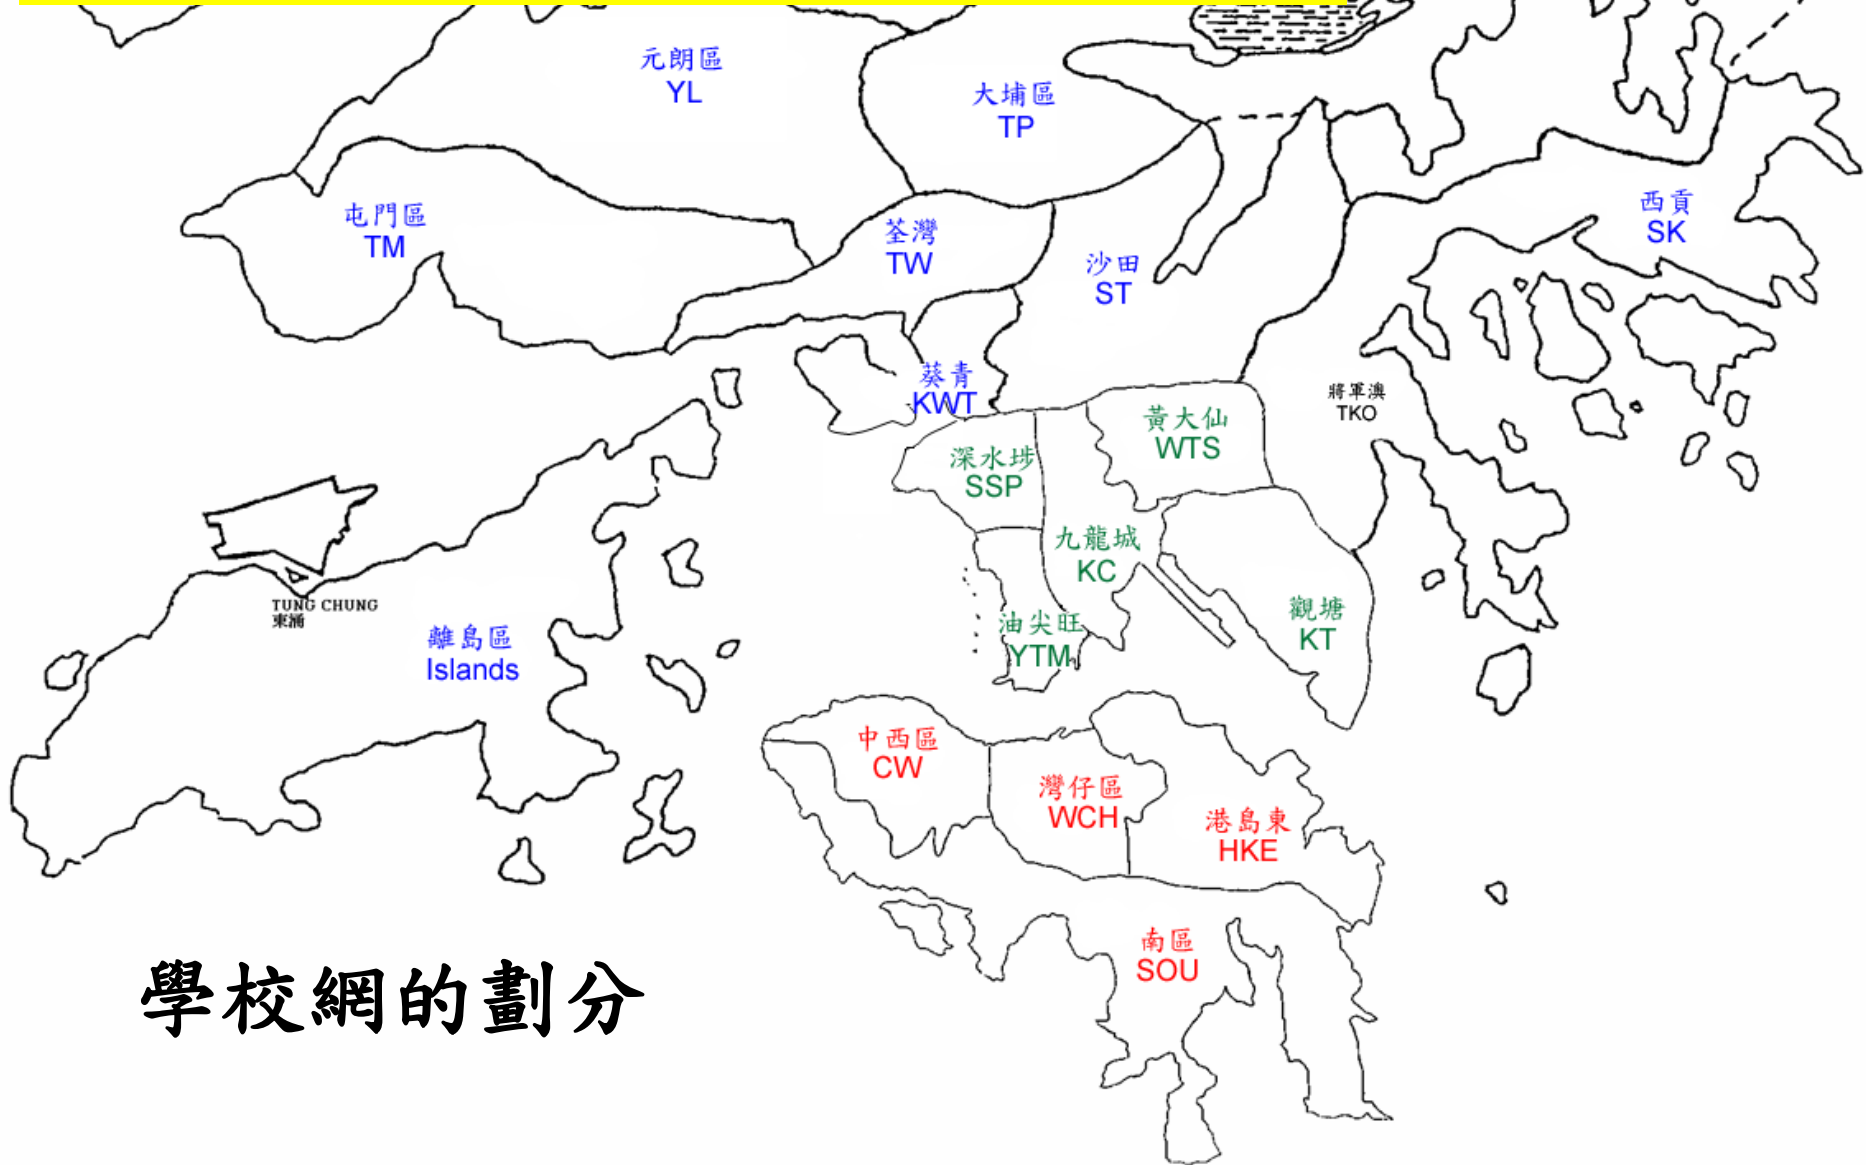 元朗區
YL
大埔區
TP
屯門區
TM
荃灣
TW
沙田
ST
西貢
SK
葵青
KWT
將軍澳
TKO
黃大仙
WTS
深水埗
SSP
九龍城
KC
TUNG CHUNG
東涌
離島區
Islands
油尖旺
YTM
觀塘
KT
中西區
CW
灣仔區
WCH
港島東
HKE
南區
SOU
學校網的劃分